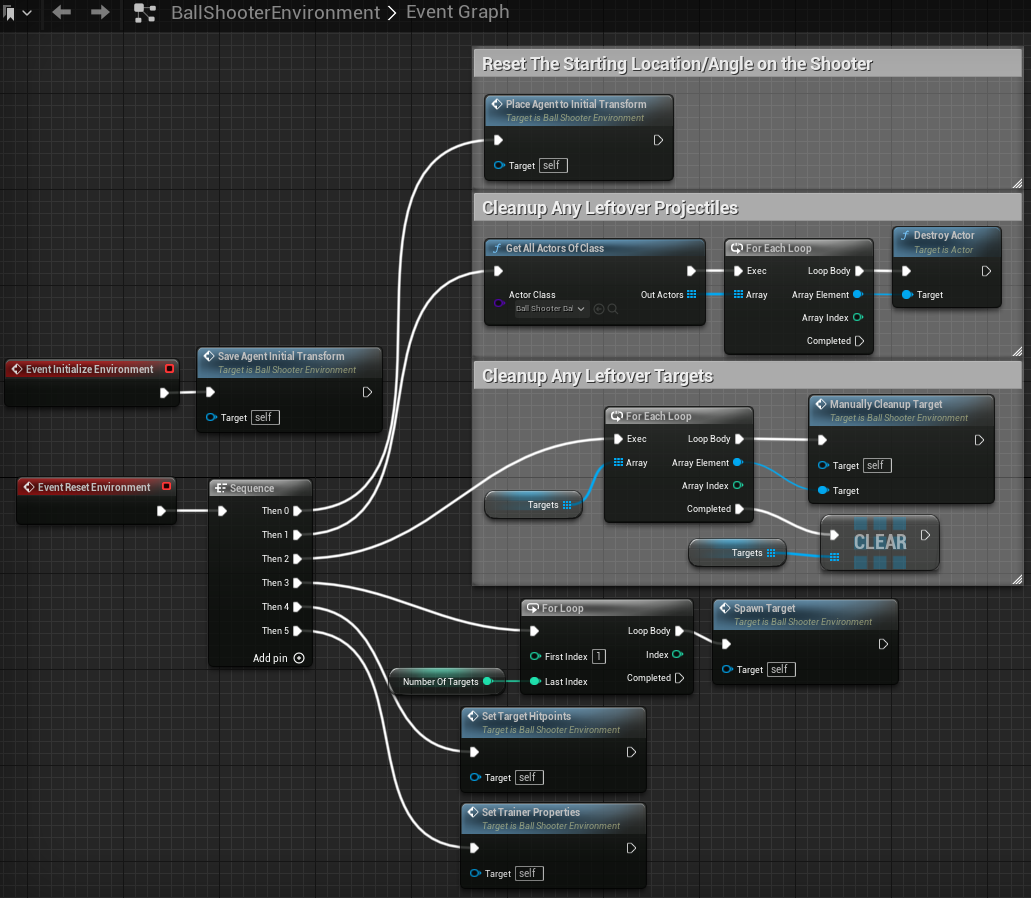 BallShooterEnvironment > Event Graph
Reset The Starting Location/Angle on the Shooter
Place Agent to Initial Transform
Target is Ball Shooter Environment
Target self
Cleanup Any Leftover Projectiles
Get All Actors Of Class
Actor Class
Ball Shooter Bal
Out Actors
For Each Loop
Exec
Loop Body
Array
Array Element
Array Index
Completed
Destroy Actor
Target is Actor
Target
Event Initialize Environment
Save Agent Initial Transform
Target is Ball Shooter Environment
Target self
Cleanup Any Leftover Targets
For Each Loop
Exec
Loop Body
Array
Array Element
Array Index
Completed
Targets
Manually Cleanup Target
Target is Ball Shooter Environment
Target self
Target
Targets
CLEAR
Event Reset Environment
Sequence
Then 0
Then 1
Then 2
Then 3
Then 4
Then 5
Add pin
For Loop
Loop Body
First Index 1
Index
Last Index
Completed
Number Of Targets
Spawn Target
Target is Ball Shooter Environment
Target self
Set Target Hitpoints
Target is Ball Shooter Environment
Target self
Set Trainer Properties
Target is Ball Shooter Environment
Target self